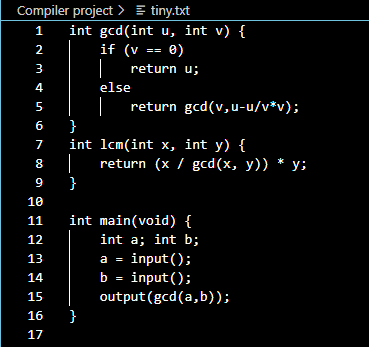 Compiler project > tiny.txt
1 int gcd(int u, int v) {
2     if (v == 0)
3         return u;
4     else
5         return gcd(v,u-u/v*v);
6 }
7 int lcm(int x, int y) {
8     return (x / gcd(x, y)) * y;
9 }
10
11 int main(void) {
12     int a; int b;
13     a = input();
14     b = input();
15     output(gcd(a,b));
16 }
17